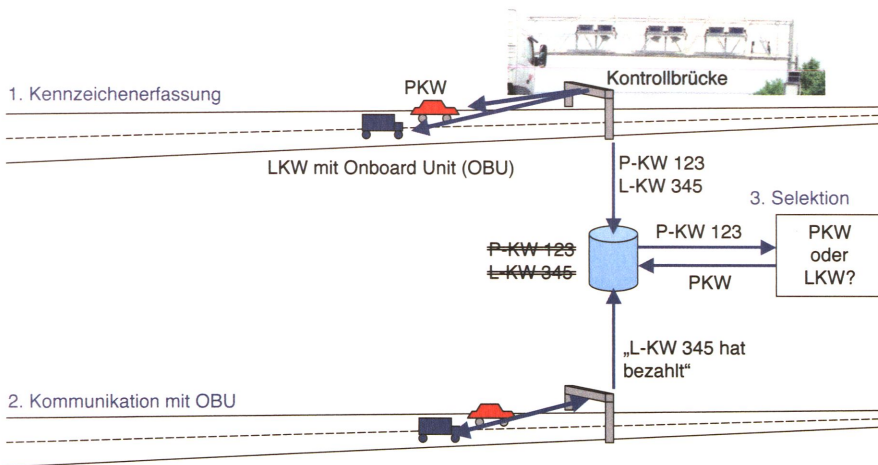 Kontrollbrücke
1. Kennzeichenerfassung
PKW
LKW mit Onboard Unit (OBU)
P-KW 123
L-KW 345
3. Selektion
P-KW 123
PKW
oder
LKW?
P-KW 123
L-KW 345
PKW
„L-KW 345 hat
bezahlt“
2. Kommunikation mit OBU